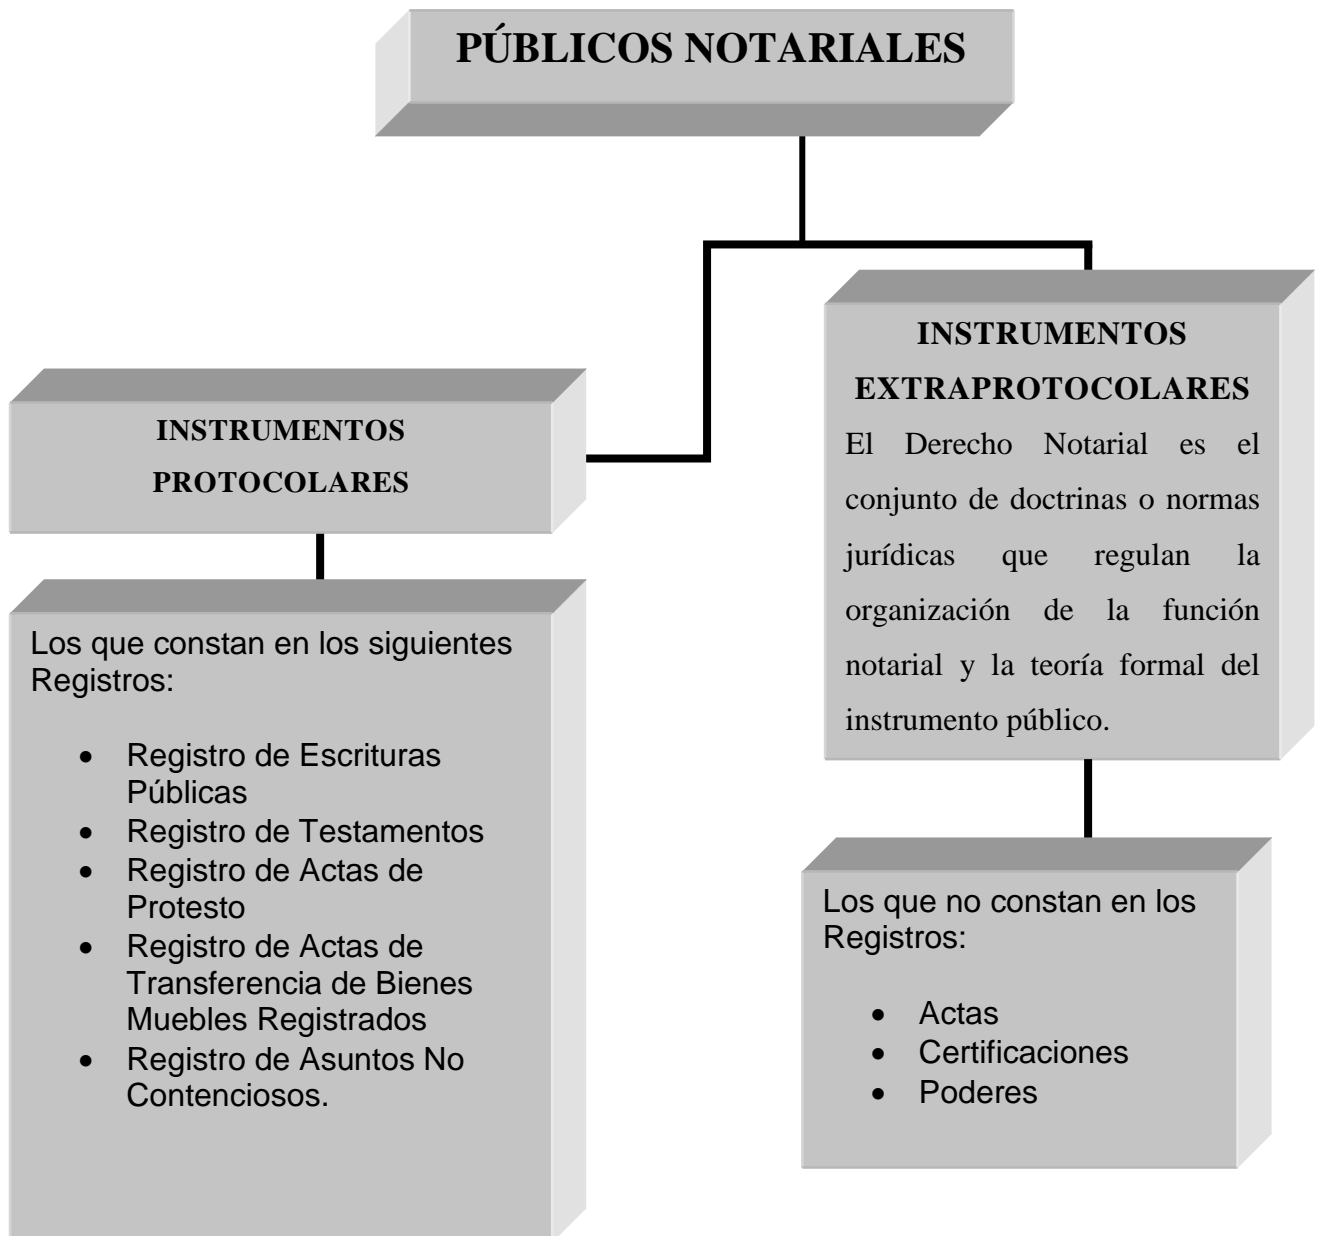 PÚBLICOS NOTARIALES
INSTRUMENTOS
PROTOCOLARES
Los que constan en los siguientes
Registros:
• Registro de Escrituras
Públicas
• Registro de Testamentos
• Registro de Actas de
Protesto
• Registro de Actas de
Transferencia de Bienes
Muebles Registrados
• Registro de Asuntos No
Contenciosos.
INSTRUMENTOS
EXTRAPROTOCOLARES
El Derecho Notarial es el
conjunto de doctrinas o normas
jurídicas que regulan la
organización de la función
notarial y la teoría formal del
instrumento público.
Los que no constan en los
Registros:
• Actas
• Certificaciones
• Poderes